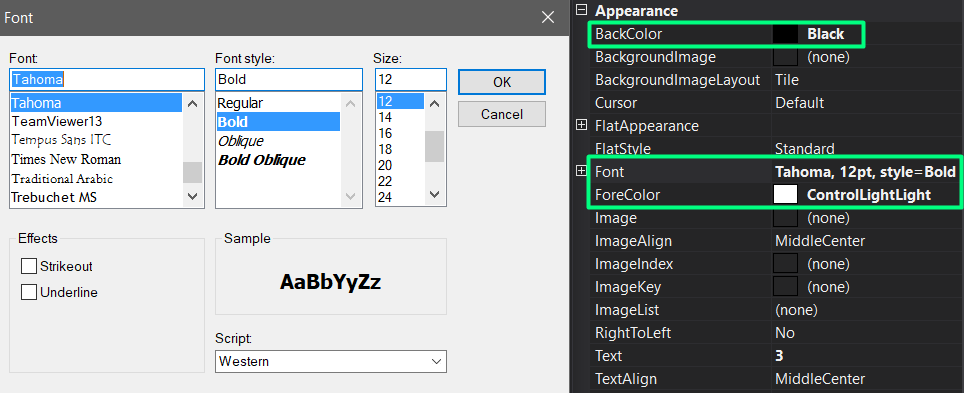 Font
Font:
Tahoma
Tahoma
TeamViewer13
Tempus Sans ITC
Times New Roman
Traditional Arabic
Trebuchet MS
Font style:
Bold
Regular
Bold
Oblique
Bold Oblique
Size:
12
12
14
16
18
20
22
24
OK
Cancel
Effects
Strikeout
Underline
Sample
AaBbYyZz
Script:
Western
Appearance
BackColor Black
BackgroundImage (none)
BackgroundImageLayout Tile
Cursor Default
FlatAppearance
FlatStyle Standard
Font Tahoma, 12pt, style=Bold
ForeColor ControlLightLight
Image (none)
ImageAlign MiddleCenter
ImageIndex (none)
ImageKey (none)
ImageList (none)
RightToLeft No
Text 3
TextAlign MiddleCenter